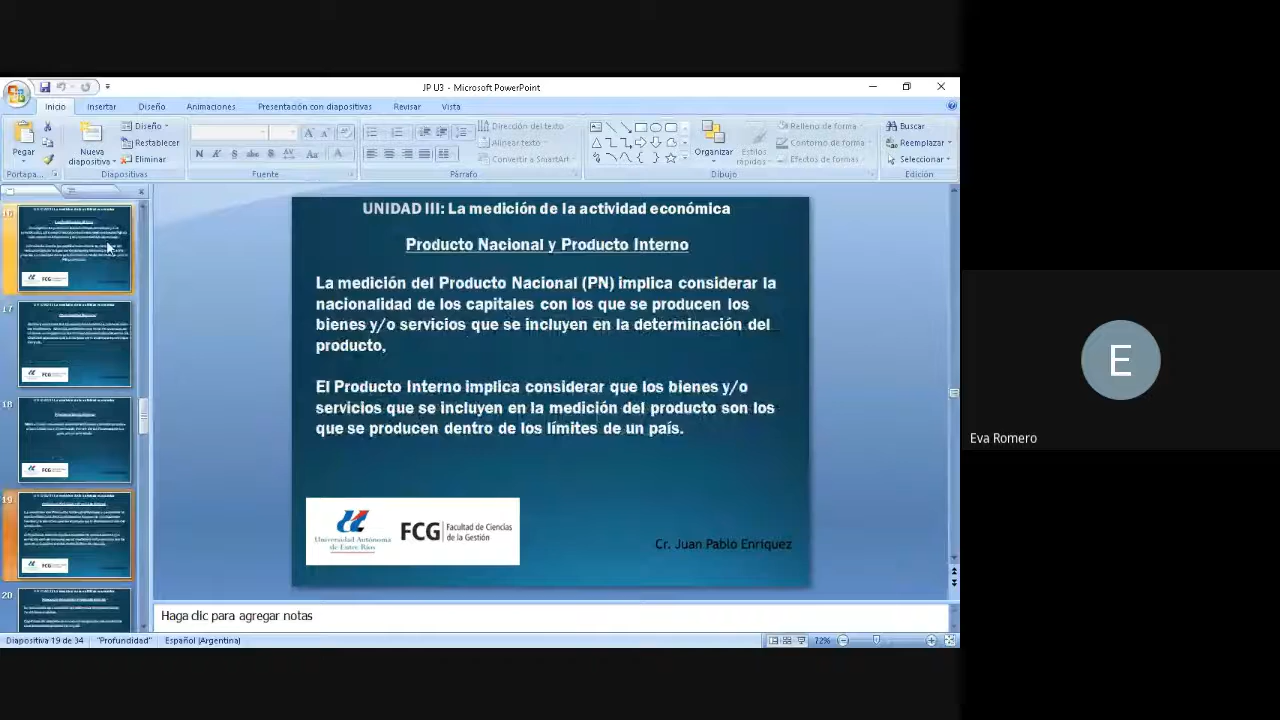 JP U3 - Microsoft PowerPoint
Inicio Insertar Diseño Animaciones Presentación con diapositivas Revisar Vista
Pegar
Nueva diapositiva
Diseño
Restablecer
Eliminar
Dirección del texto
Alinear texto
Convertir a SmartArt
Organizar
Estilos rápidos
Relleno de forma
Contorno de forma
Efectos de formas
Buscar
Reemplazar
Seleccionar
Portapa... Diapositivas Fuente Párrafo Dibujo Edición
17
18
19
20
UNIDAD III: La medición de la actividad económica
Producto Nacional y Producto Interno
La medición del Producto Nacional (PN) implica considerar la
nacionalidad de los factores con los que se producen los
bienes y/o servicios que se incluyen en la determinación del
producto,
El Producto Interno implica considerar que los bienes y/o
servicios que se incluyen en la medición del producto son los
que se producen dentro de los límites de un país.
Universidad Autónoma
de Entre Ríos
FCG
Facultad de Ciencias
de la Gestión
Cr. Juan Pablo Enriquez
Haga clic para agregar notas
Diapositiva 19 de 34 "Profundidad" Español (Argentina) 72%
E
Eva Romero